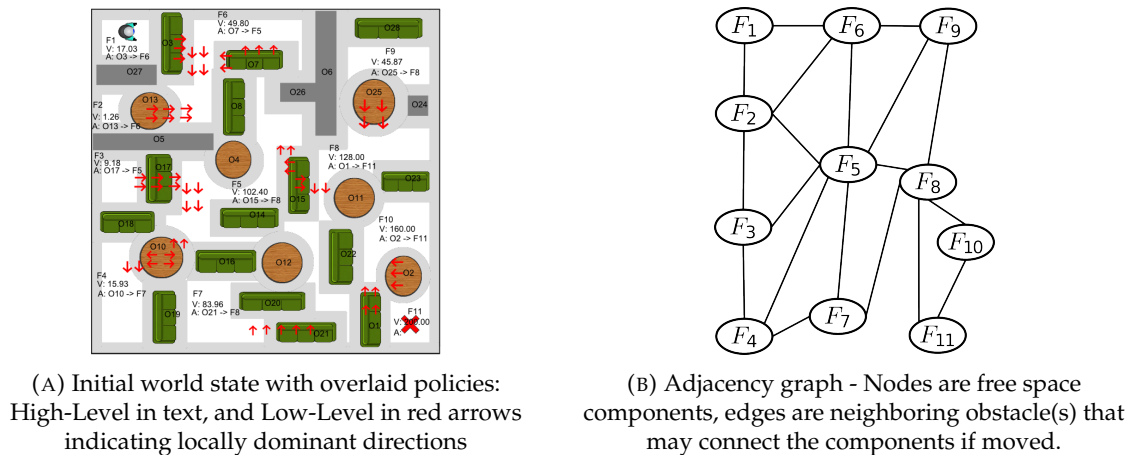 F6
V: 49.80
A: O7 -> F5
O28
F1
V: 17.03
A: O3 -> F6
O3
O7
F9
V: 45.87
A: O25 -> F8
O27
O6
F2
V: 1.26
A: O13 -> F6
O13
O8
O26
O25
O24
O5
F3
V: 9.18
A: O17 -> F5
O17
O4
F8
V: 128.00
A: O1 -> F11
F5
V: 102.40
A: O15 -> F8
O15
O23
O11
O18
O14
F10
V: 160.00
A: O2 -> F11
O10
O16
O12
O22
O2
F4
V: 15.93
A: O10 -> F7
F7
V: 83.96
A: O21 -> F8
O20
O19
O21
O1
F11
V: 200.00
A:
(A) Initial world state with overlaid policies:
High-Level in text, and Low-Level in red arrows
indicating locally dominant directions
F1
F6
F9
F2
F5
F8
F3
F10
F7
F4
F11
(B) Adjacency graph - Nodes are free space
components, edges are neighboring obstacle(s) that
may connect the components if moved.